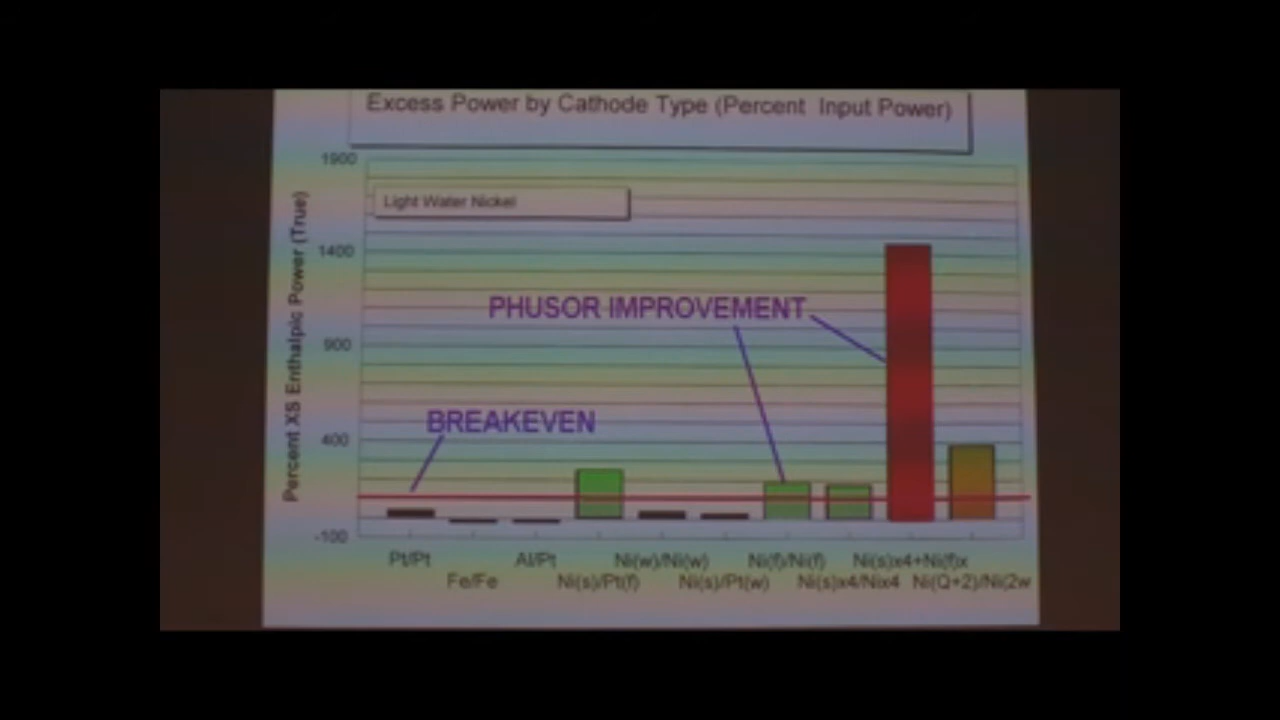 Excess Power by Cathode Type (Percent Input Power)
1900
Light Water Nickel
1400
PHUSOR IMPROVEMENT
900
BREAKEVEN
400
-100
Percent XS Enthalpic Power (True)
Pt/Pt Al/Pt Ni(w)/Ni(w) Ni(f)/Ni(f) Ni(s)x4+Ni(f)x
Fe/Fe Ni(s)/Pt(f) Ni(s)/Pt(w) Ni(s)x4/Nix4 Ni(Q+2)/Ni(2w